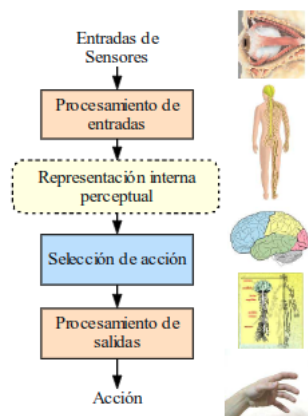 Entradas de
Sensores
Procesamiento de
entradas
Representación interna
perceptual
Selección de acción
Procesamiento de
salidas
Acción